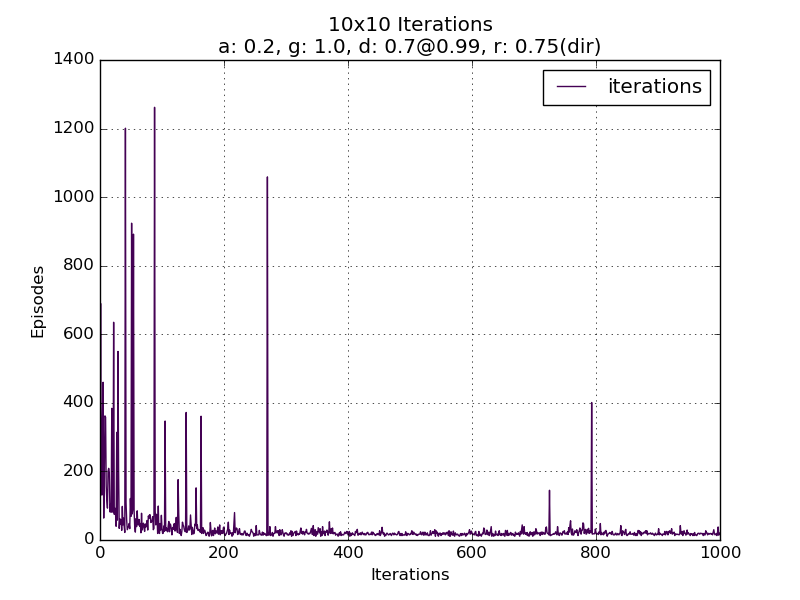 10x10 Iterations
a: 0.2, g: 1.0, d: 0.7@0.99, r: 0.75(dir)
iterations
1400
1200
1000
800
600
400
200
0
Episodes
0 200 400 600 800 1000
Iterations